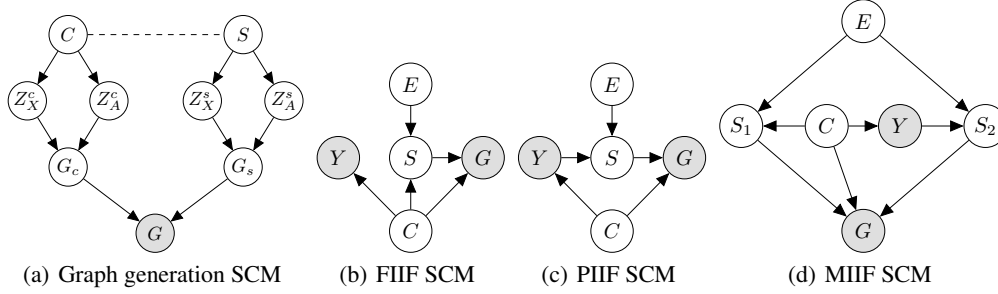 C S
Z_X^c Z_A^c Z_X^s Z_A^s
G_c G_s
G
(a) Graph generation SCM
E
Y S G
C
(b) FIIF SCM
E
Y S G
C
(c) PIIF SCM
E
S_1 C Y S_2
G
(d) MIIF SCM